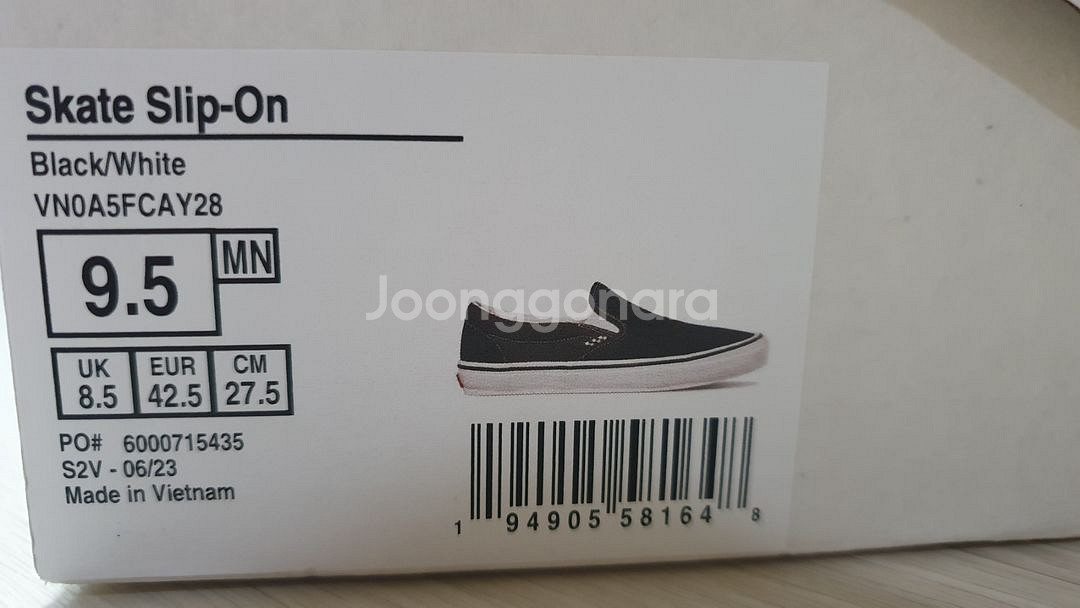 Skate Slip-On
Black/White
VN0A5FCAY28
9.5 MN
UK EUR CM
8.5 42.5 27.5
PO# 6000715435
S2V - 06/23
Made in Vietnam
Joonggonara
1 94905 58164 8